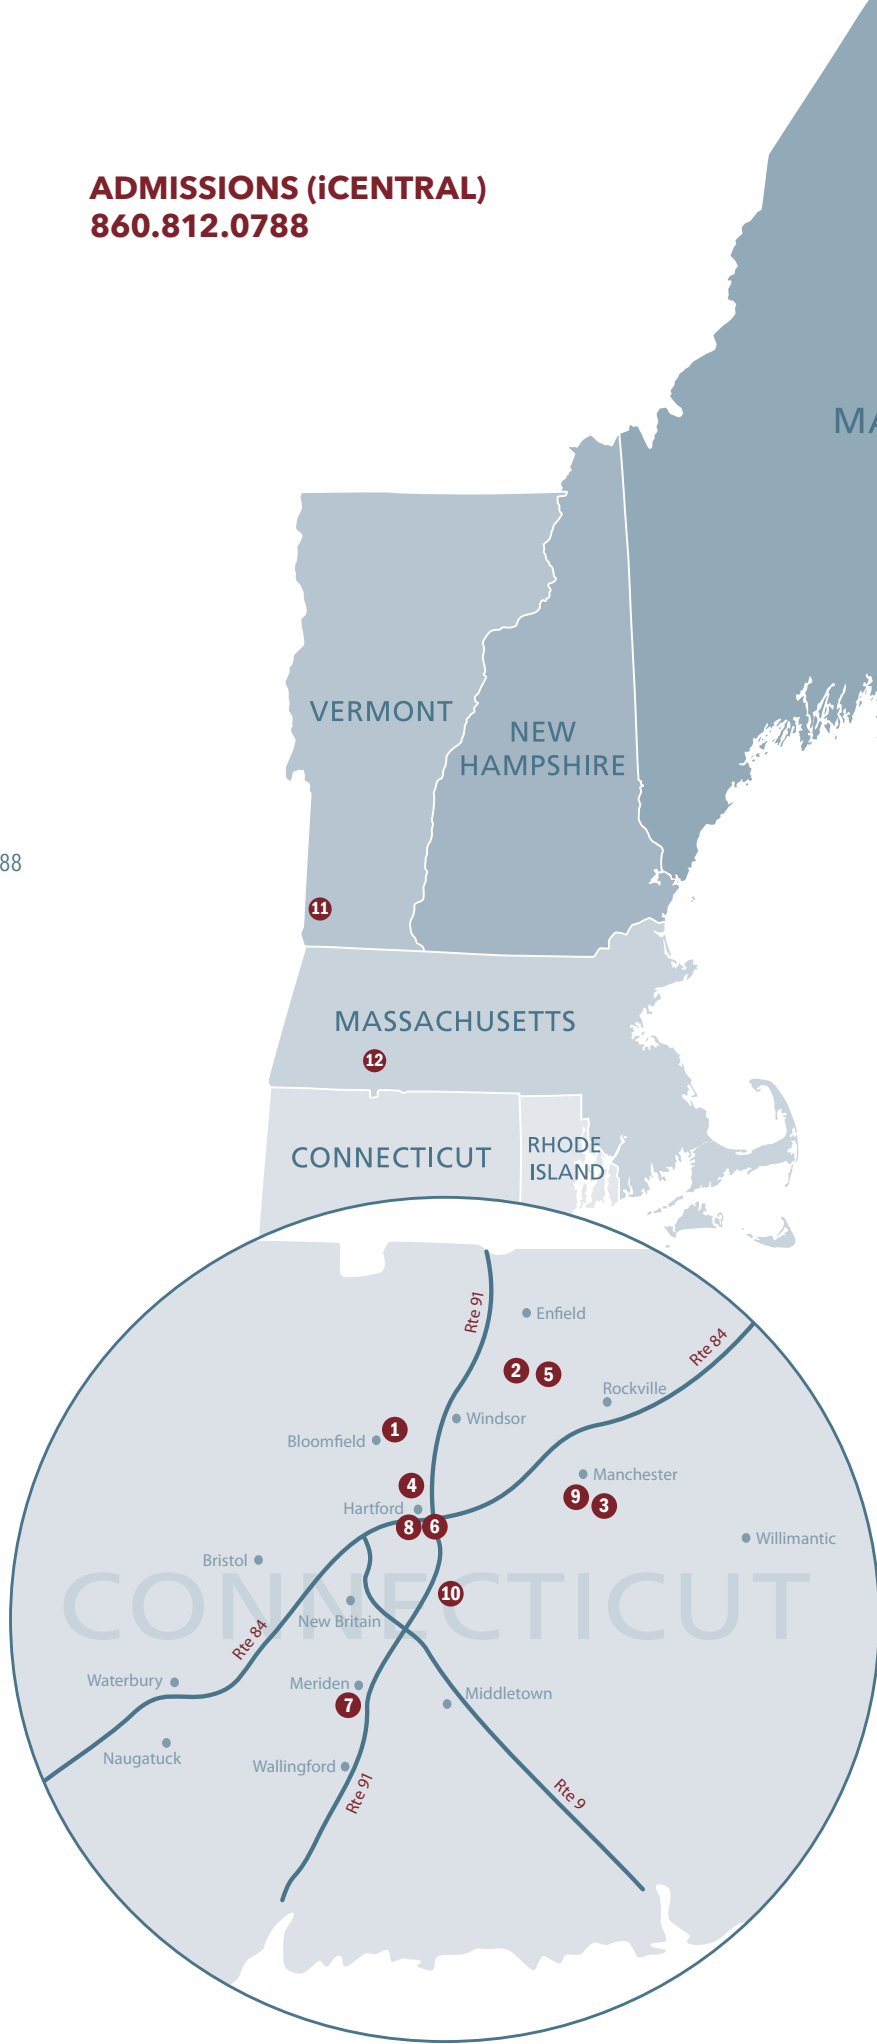 ADMISSIONS (iCENTRAL)
860.812.0788
MA
VERMONT
NEW
HAMPSHIRE
88
11
MASSACHUSETTS
12
CONNECTICUT
RHODE
ISLAND
Rte 91
Enfield
Rte 84
2
5
Rockville
1
Windsor
Bloomfield
Manchester
4
9
3
Hartford
8
6
Willimantic
Bristol
CONNECTICUT
10
New Britain
Rte 84
Waterbury
Meriden
Middletown
7
Naugatuck
Wallingford
Rte 91
Rte 9